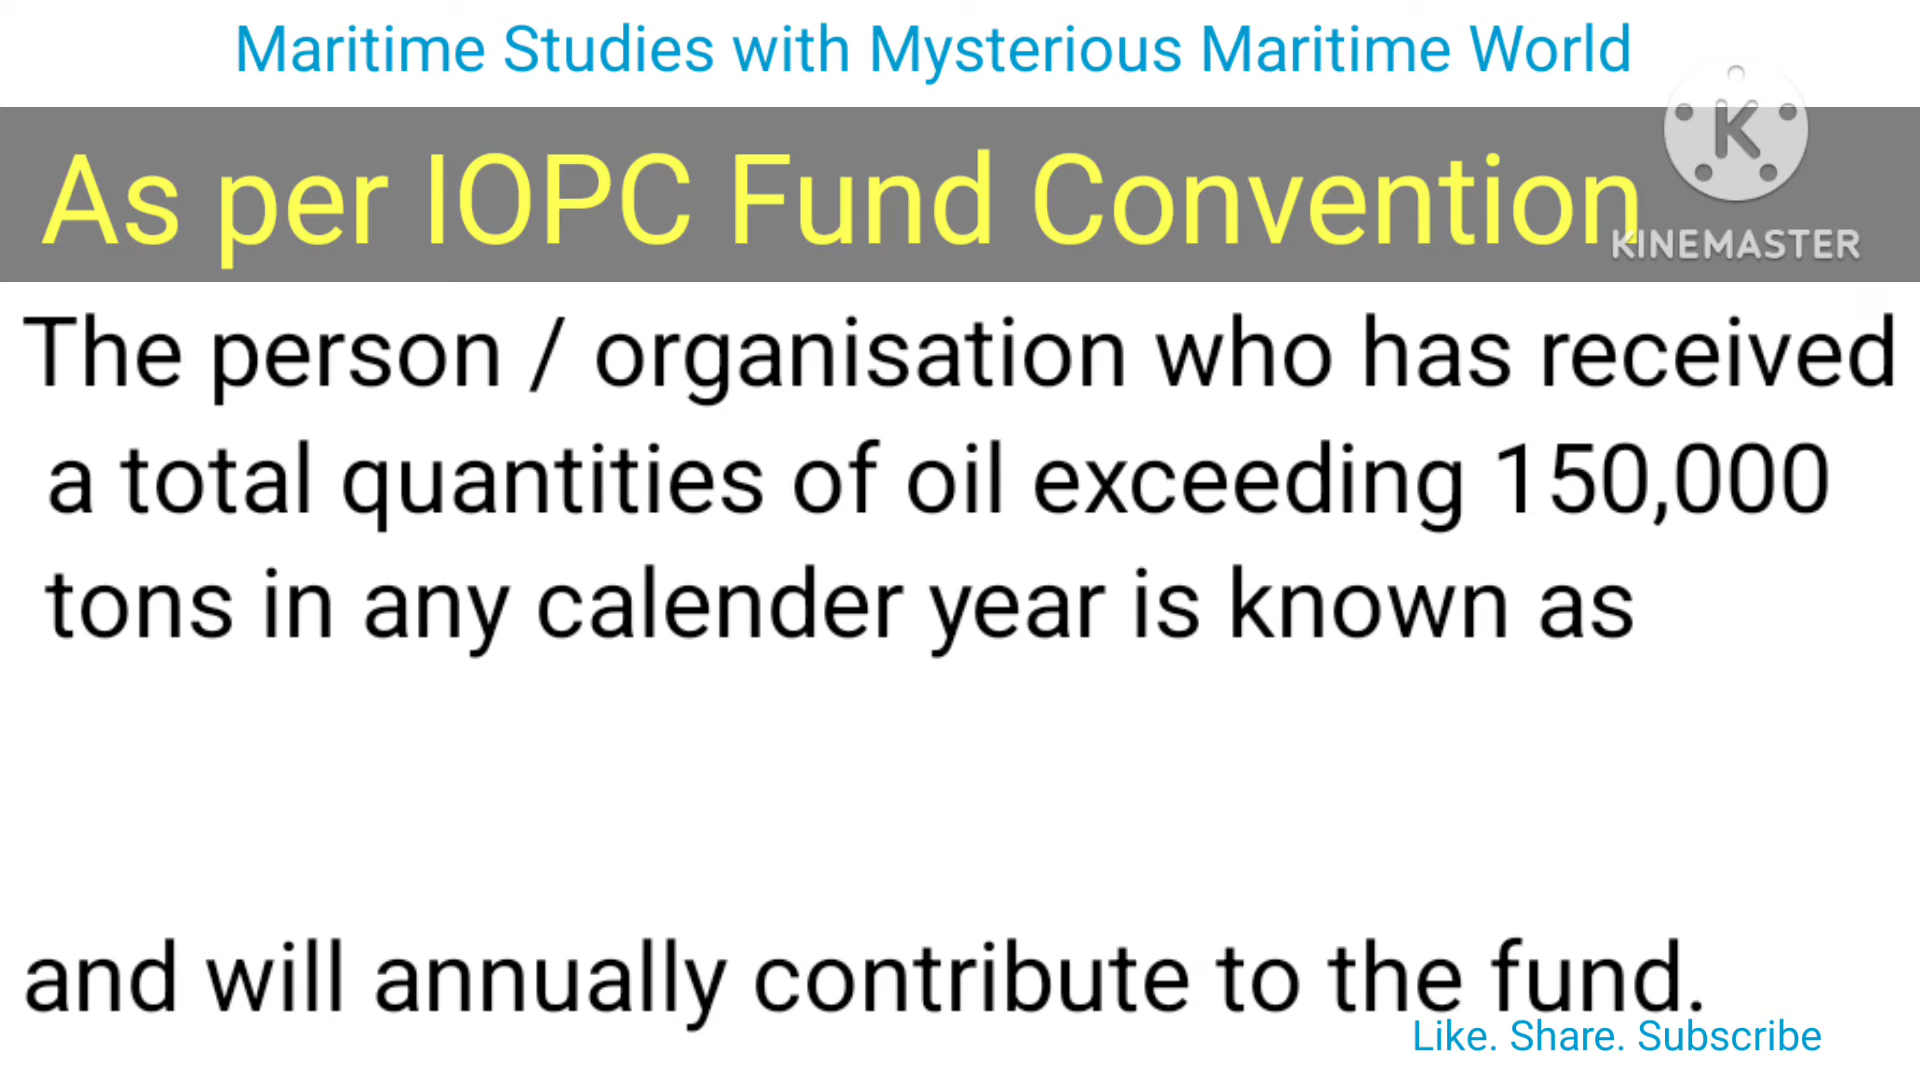 Maritime Studies with Mysterious Maritime World
As per IOPC Fund Convention
K
KINEMASTER
The person / organisation who has received
a total quantities of oil exceeding 150,000
tons in any calender year is known as
and will annually contribute to the fund.
Like. Share. Subscribe